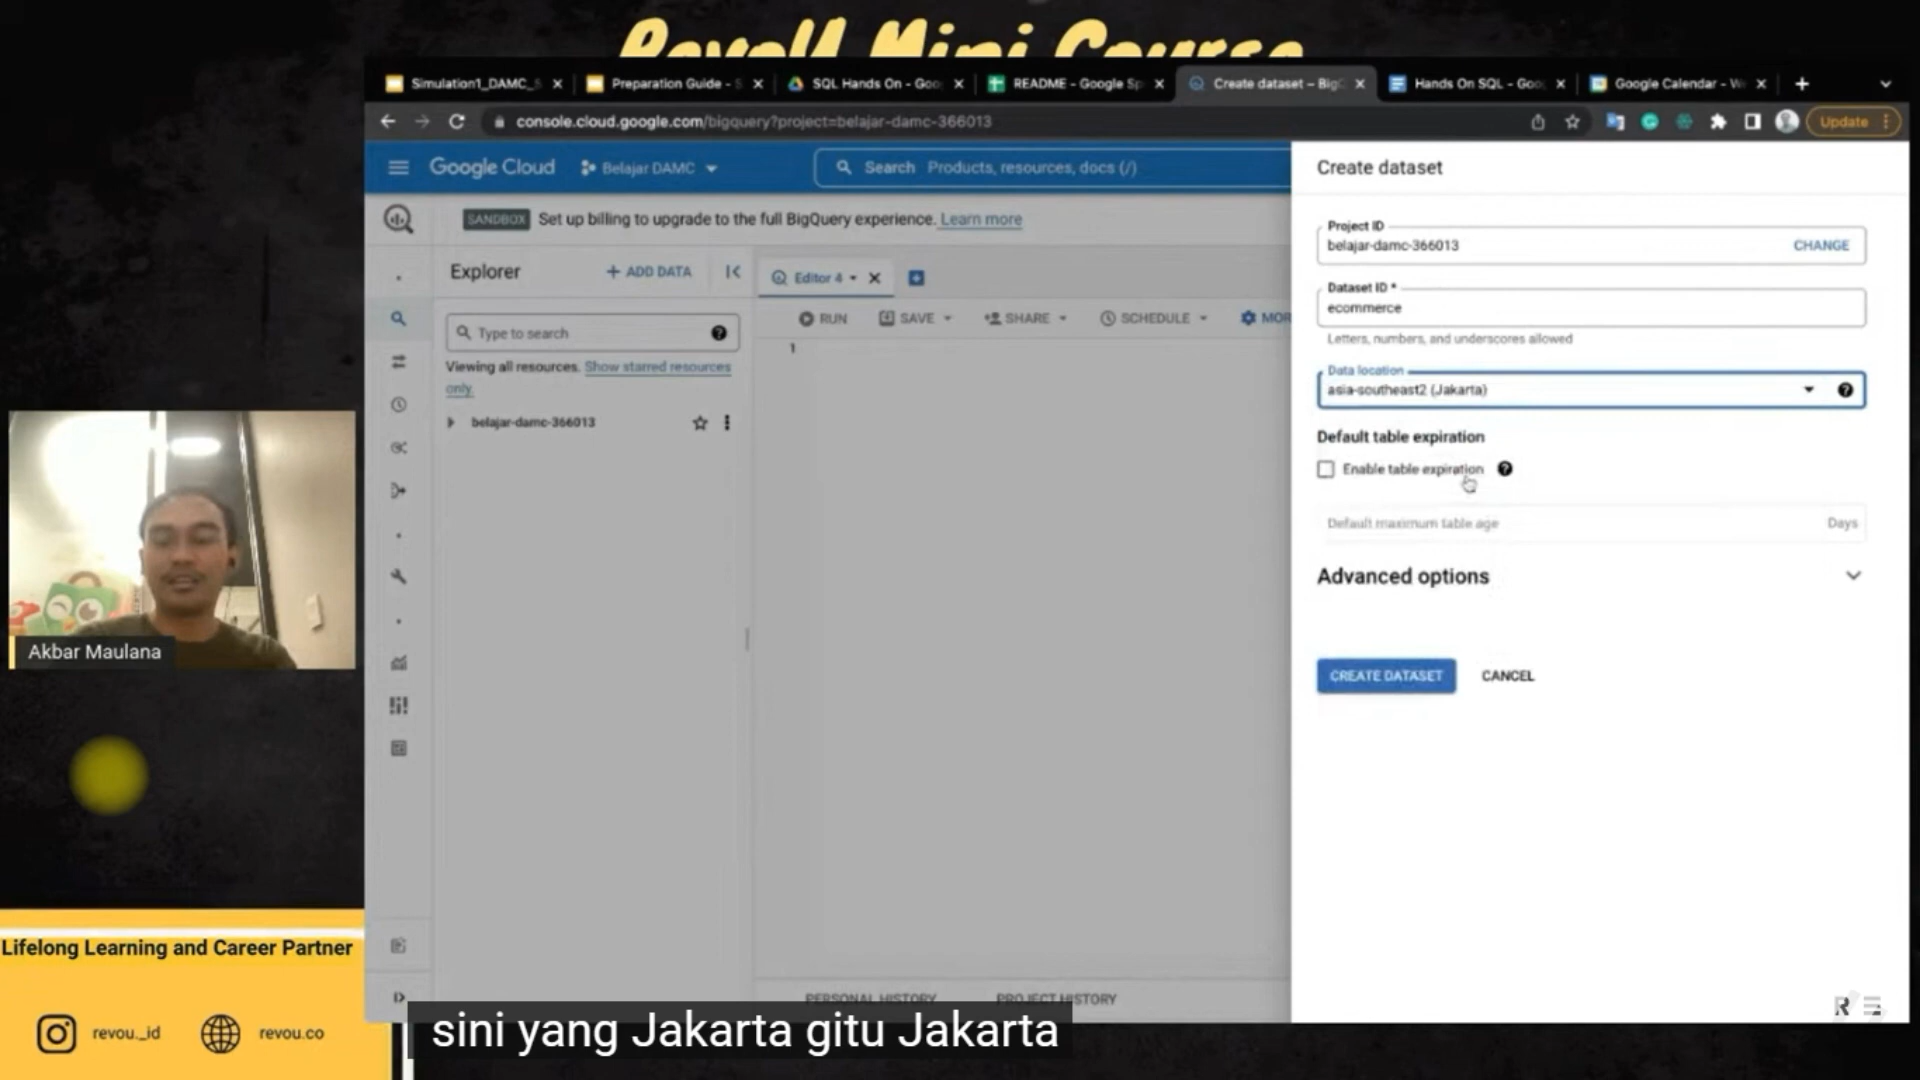 RevoU Mini Course
Simulation1_DAMC_S
Preparation Guide - S
SQL Hands On - Goo
README - Google Sp
Create dataset – Big
Hands On SQL - Goo
Google Calendar - We
console.cloud.google.com/bigquery?project=belajar-damc-366013
Update
Google Cloud
Belajar DAMC
Search Products, resources, docs (/)
SANDBOX Set up billing to upgrade to the full BigQuery experience. Learn more
Explorer
+ ADD DATA
Editor 4
RUN
SAVE
SHARE
SCHEDULE
MOR
Type to search
1
Viewing all resources. Show starred resources
only.
belajar-damc-366013
PERSONAL HISTORY
PROJECT HISTORY
Create dataset
Project ID
belajar-damc-366013
CHANGE
Dataset ID *
ecommerce
Letters, numbers, and underscores allowed
Data location
asia-southeast2 (Jakarta)
Default table expiration
Enable table expiration
Default maximum table age
Days
Advanced options
CREATE DATASET
CANCEL
Akbar Maulana
Lifelong Learning and Career Partner
revou_id
revou.co
sini yang Jakarta gitu Jakarta